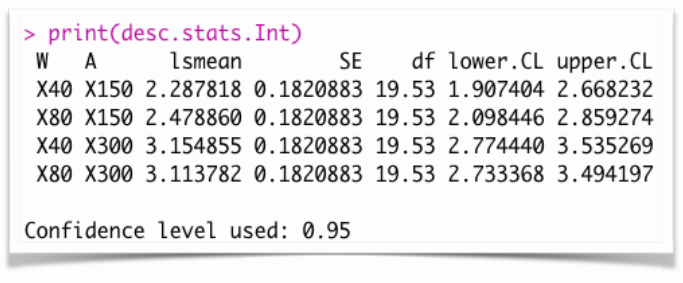 > print(desc.stats.Int)
W A lsmean SE df lower.CL upper.CL
X40 X150 2.287818 0.1820883 19.53 1.907404 2.668232
X80 X150 2.478860 0.1820883 19.53 2.098446 2.859274
X40 X300 3.154855 0.1820883 19.53 2.774440 3.535269
X80 X300 3.113782 0.1820883 19.53 2.733368 3.494197
Confidence level used: 0.95